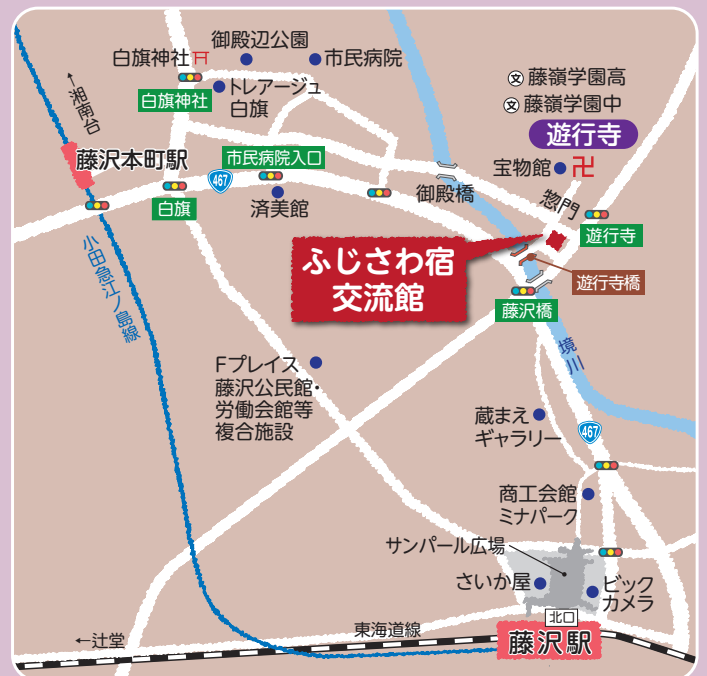 御殿辺公園
白旗神社
市民病院
トレアージュ
白旗
白旗神社
←湘南台
藤嶺学園高
藤嶺学園中
遊行寺
宝物館
惣門
遊行寺
藤沢本町駅
市民病院入口
467
白旗
済美館
御殿橋
ふじさわ宿
交流館
遊行寺橋
藤沢橋
小田急江ノ島線
境川
Fプレイス
藤沢公民館・
労働会館等
複合施設
蔵まえ
ギャラリー
467
商工会館
ミナパーク
サンパール広場
さいか屋
ビック
カメラ
北口
藤沢駅
東海道線
←辻堂